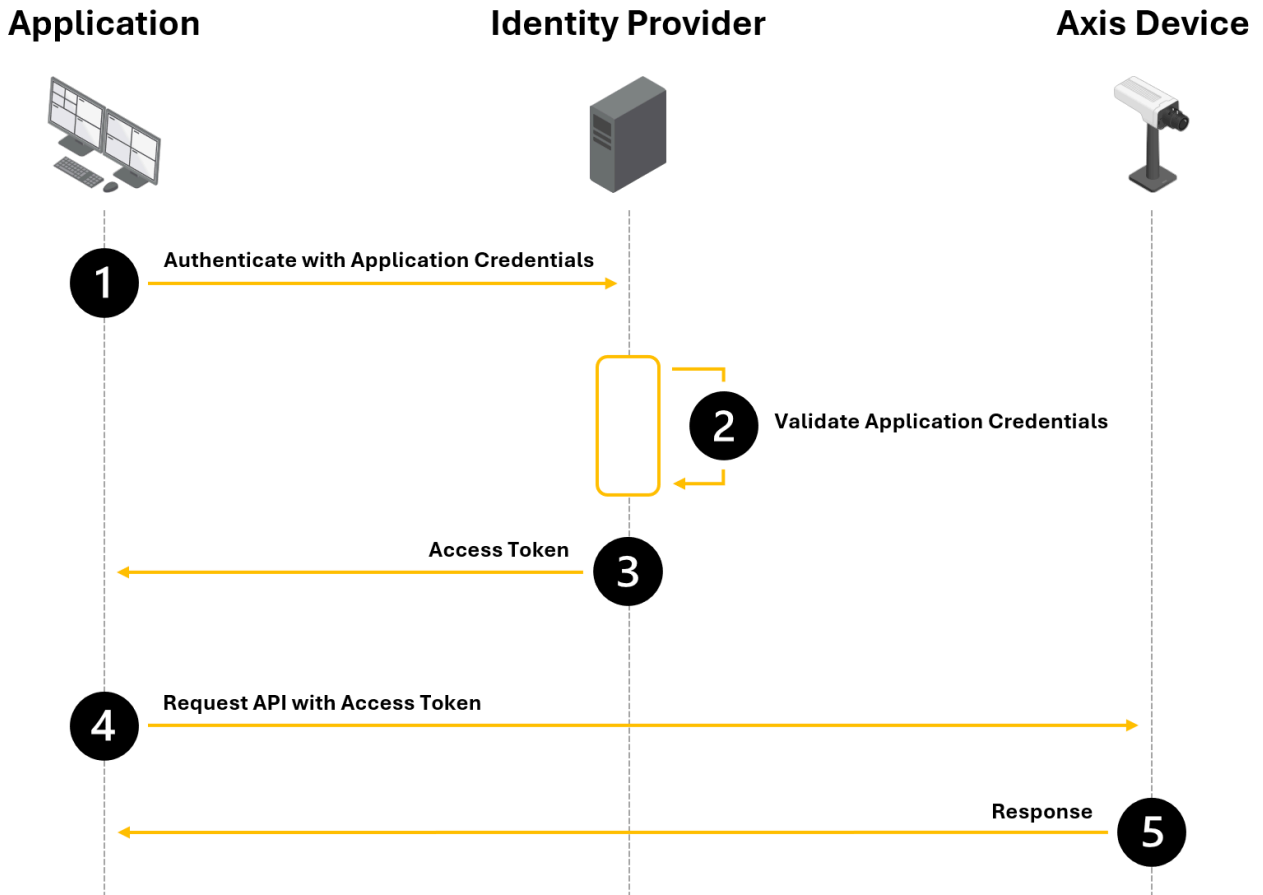 Application
Identity Provider
Axis Device
1
Authenticate with Application Credentials
2
Validate Application Credentials
Access Token
3
4
Request API with Access Token
Response
5